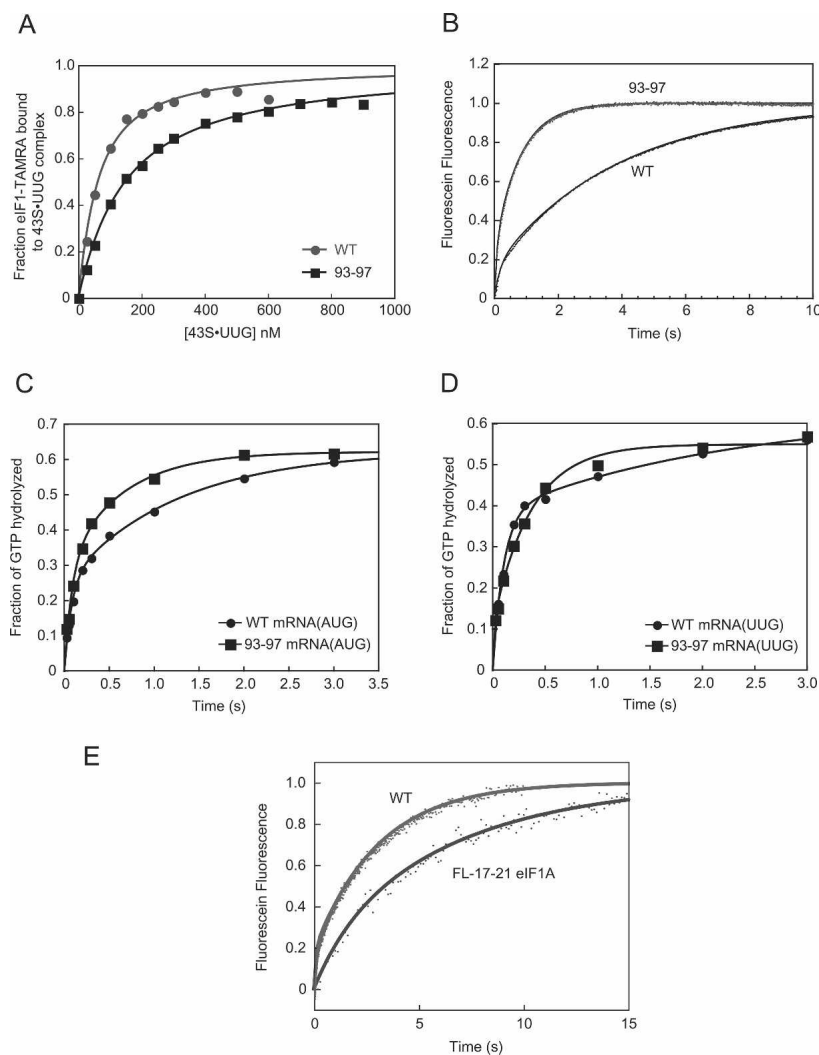 A
Fraction eIF1-TAMRA bound
to 43S•UUG complex
1.0
0.8
0.6
0.4
0.2
0
WT
93-97
0
200
400
600
800
1000
[43S•UUG] nM
B
Fluorescein Fluorescence
1.2
1.0
0.8
0.6
0.4
0.2
0
93-97
WT
0
2
4
6
8
10
Time (s)
C
Fraction of GTP hydrolyzed
0.7
0.6
0.5
0.4
0.3
0.2
0.1
0
WT mRNA(AUG)
93-97 mRNA(AUG)
0
0.5
1.0
1.5
2.0
2.5
3.0
3.5
Time (s)
D
Fraction of GTP hydrolyzed
0.6
0.5
0.4
0.3
0.2
0.1
0
WT mRNA(UUG)
93-97 mRNA(UUG)
0
0.5
1.0
1.5
2.0
2.5
3.0
Time (s)
E
Fluorescein Fluorescence
1.0
0.8
0.6
0.4
0.2
0
WT
FL-17-21 eIF1A
0
5
10
15
Time (s)